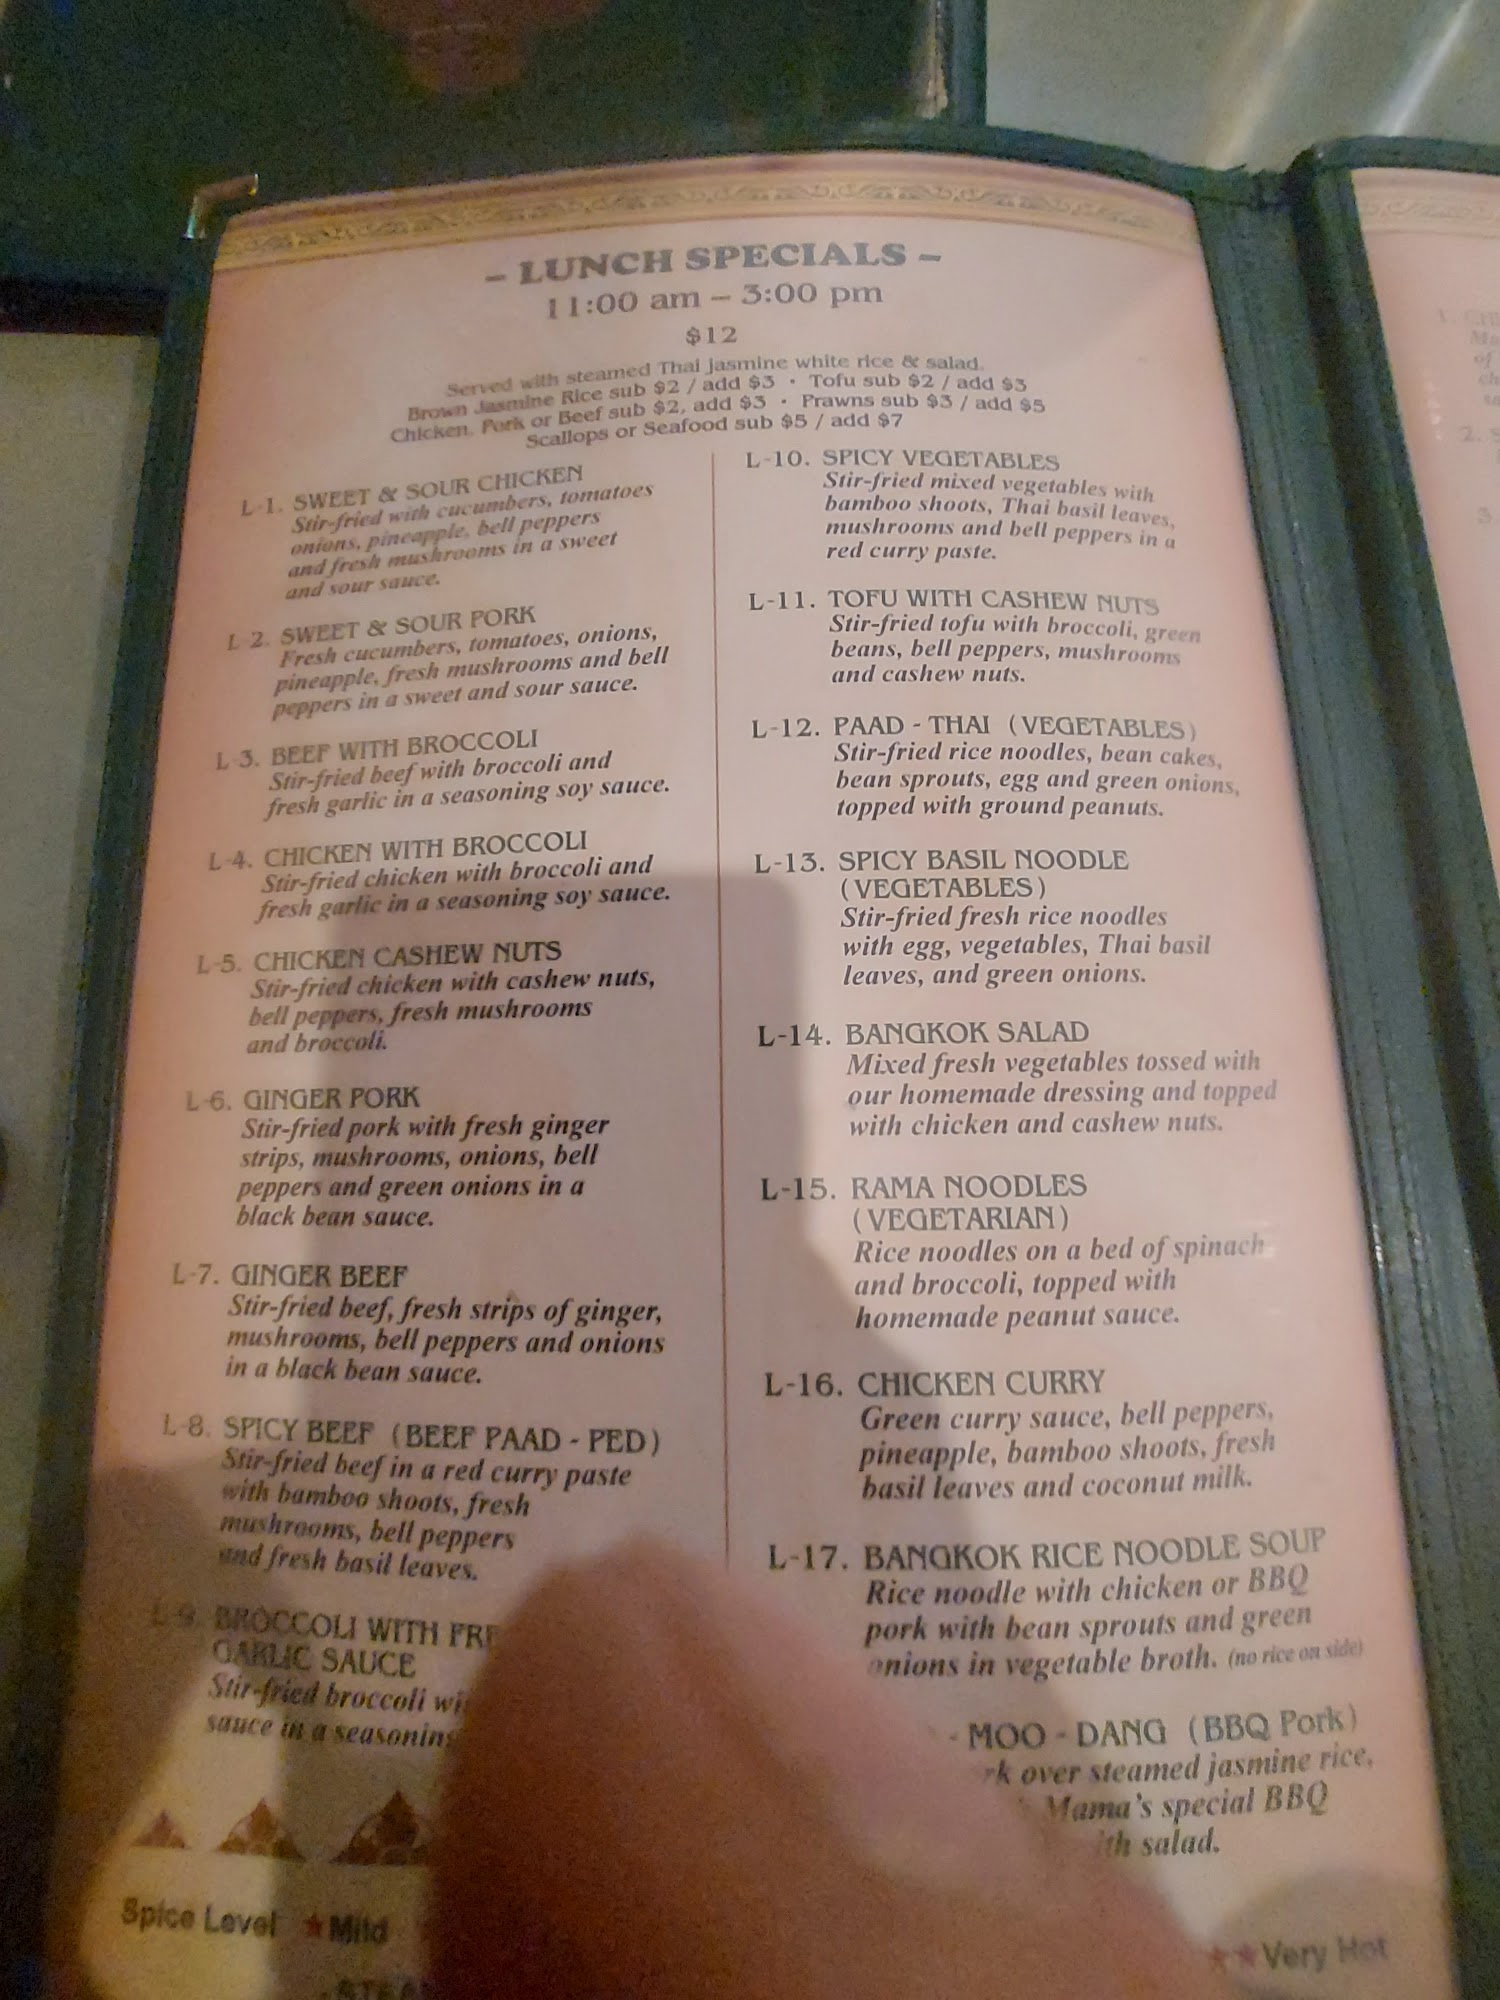 – LUNCH SPECIALS –
11:00 am – 3:00 pm
$12
Served with steamed Thai Jasmine white rice & salad.
Brown Jasmine Rice sub $2 / add $3 • Tofu sub $2 / add $3
Chicken, Pork or Beef sub $2, add $3 • Prawns sub $3 / add $5
Scallops or Seafood sub $5 / add $7
L-1. SWEET & SOUR CHICKEN
Stir-fried with cucumbers, tomatoes
onions, pineapple, bell peppers
and fresh mushrooms in a sweet
and sour sauce.
L-2. SWEET & SOUR PORK
Fresh cucumbers, tomatoes, onions,
pineapple, fresh mushrooms and bell
peppers in a sweet and sour sauce.
L-3. BEEF WITH BROCCOLI
Stir-fried beef with broccoli and
fresh garlic in a seasoning soy sauce.
L-4. CHICKEN WITH BROCCOLI
Stir-fried chicken with broccoli and
fresh garlic in a seasoning soy sauce.
L-5. CHICKEN CASHEW NUTS
Stir-fried chicken with cashew nuts,
bell peppers, fresh mushrooms
and broccoli.
L-6. GINGER PORK
Stir-fried pork with fresh ginger
strips, mushrooms, onions, bell
peppers and green onions in a
black bean sauce.
L-7. GINGER BEEF
Stir-fried beef, fresh strips of ginger,
mushrooms, bell peppers and onions
in a black bean sauce.
L-8. SPICY BEEF (BEEF PAAD - PED)
Stir-fried beef in a red curry paste
with bamboo shoots, fresh
mushrooms, bell peppers
and fresh basil leaves.
L-9. BROCCOLI WITH
GARLIC SAUCE
Stir-fried broccoli
sauce in a seasoning
Spice Level ★Mild
L-10. SPICY VEGETABLES
Stir-fried mixed vegetables with
bamboo shoots, Thai basil leaves,
mushrooms and bell peppers in a
red curry paste.
L-11. TOFU WITH CASHEW NUTS
Stir-fried tofu with broccoli, green
beans, bell peppers, mushrooms
and cashew nuts.
L-12. PAAD - THAI (VEGETABLES)
Stir-fried rice noodles, bean cakes,
bean sprouts, egg and green onions,
topped with ground peanuts.
L-13. SPICY BASIL NOODLE
(VEGETABLES)
Stir-fried fresh rice noodles
with egg, vegetables, Thai basil
leaves, and green onions.
L-14. BANGKOK SALAD
Mixed fresh vegetables tossed with
our homemade dressing and topped
with chicken and cashew nuts.
L-15. RAMA NOODLES
(VEGETARIAN)
Rice noodles on a bed of spinach
and broccoli, topped with
homemade peanut sauce.
L-16. CHICKEN CURRY
Green curry sauce, bell peppers,
pineapple, bamboo shoots, fresh
basil leaves and coconut milk.
L-17. BANGKOK RICE NOODLE SOUP
Rice noodle with chicken or BBQ
pork with bean sprouts and green
onions in vegetable broth. (no rice on side)
MOO - DANG (BBQ Pork)
over steamed jasmine rice,
Mama's special BBQ
salad.
★★Very Hot